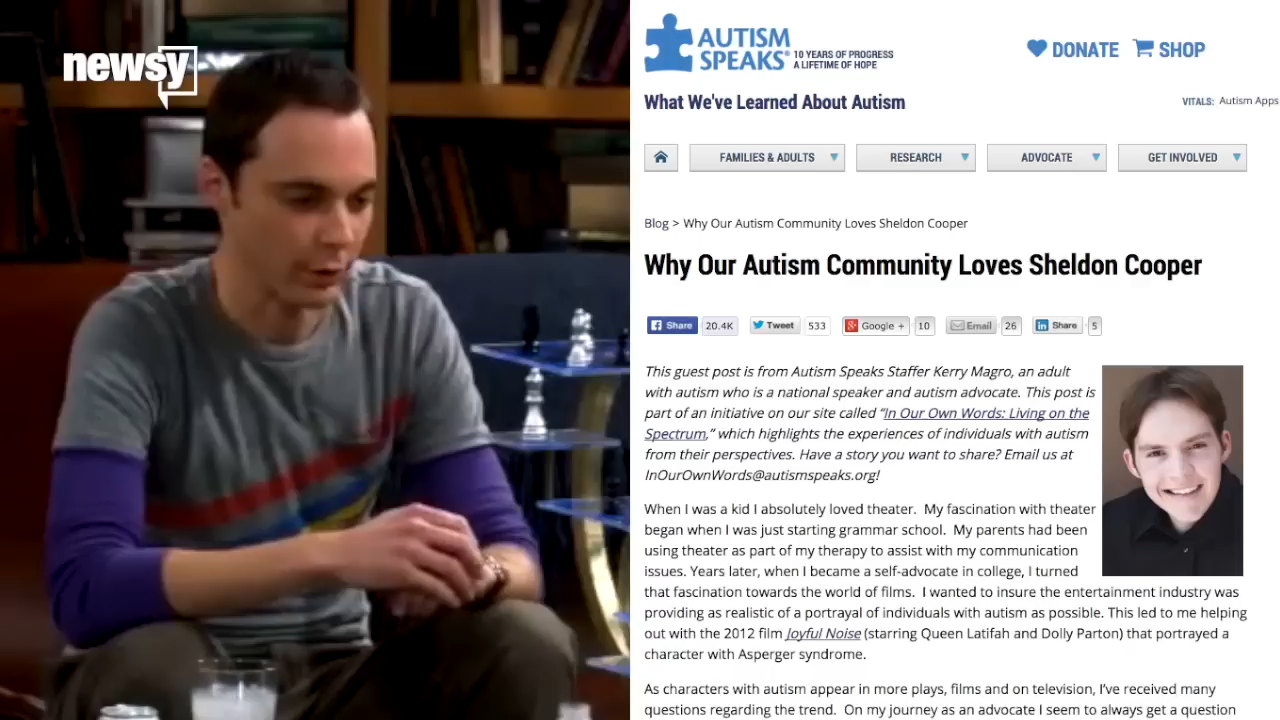 newsy
AUTISM
SPEAKS®
10 YEARS OF PROGRESS
A LIFETIME OF HOPE
DONATE
SHOP
What We've Learned About Autism
VITALS: Autism Apps
FAMILIES & ADULTS
RESEARCH
ADVOCATE
GET INVOLVED
Blog > Why Our Autism Community Loves Sheldon Cooper
Why Our Autism Community Loves Sheldon Cooper
Share 20.4K
Tweet 533
Google + 10
Email 26
Share 5
This guest post is from Autism Speaks Staffer Kerry Magro, an adult
with autism who is a national speaker and autism advocate. This post is
part of an initiative on our site called “In Our Own Words: Living on the
Spectrum,” which highlights the experiences of individuals with autism
from their perspectives. Have a story you want to share? Email us at
InOurOwnWords@autismspeaks.org!
When I was a kid I absolutely loved theater. My fascination with theater
began when I was just starting grammar school. My parents had been
using theater as part of my therapy to assist with my communication
issues. Years later, when I became a self-advocate in college, I turned
that fascination towards the world of films. I wanted to insure the entertainment industry was
providing as realistic of a portrayal of individuals with autism as possible. This led to me helping
out with the 2012 film Joyful Noise (starring Queen Latifah and Dolly Parton) that portrayed a
character with Asperger syndrome.
As characters with autism appear in more plays, films and on television, I've received many
questions regarding the trend. On my journey as an advocate I seem to always get a question